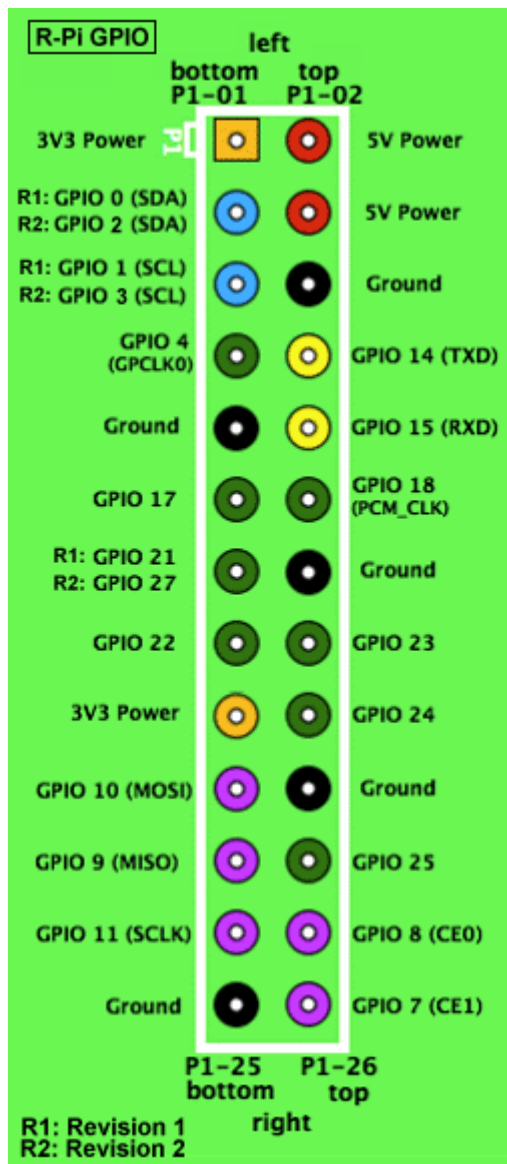 R-Pi GPIO
left
bottom top
P1-01 P1-02
3V3 Power P1 5V Power
R1: GPIO 0 (SDA)
R2: GPIO 2 (SDA) 5V Power
R1: GPIO 1 (SCL)
R2: GPIO 3 (SCL) Ground
GPIO 4
(GPCLK0) GPIO 14 (TXD)
Ground GPIO 15 (RXD)
GPIO 17 GPIO 18
(PCM_CLK)
R1: GPIO 21
R2: GPIO 27 Ground
GPIO 22 GPIO 23
3V3 Power GPIO 24
GPIO 10 (MOSI) Ground
GPIO 9 (MISO) GPIO 25
GPIO 11 (SCLK) GPIO 8 (CE0)
Ground GPIO 7 (CE1)
P1-25 P1-26
bottom top
right
R1: Revision 1
R2: Revision 2